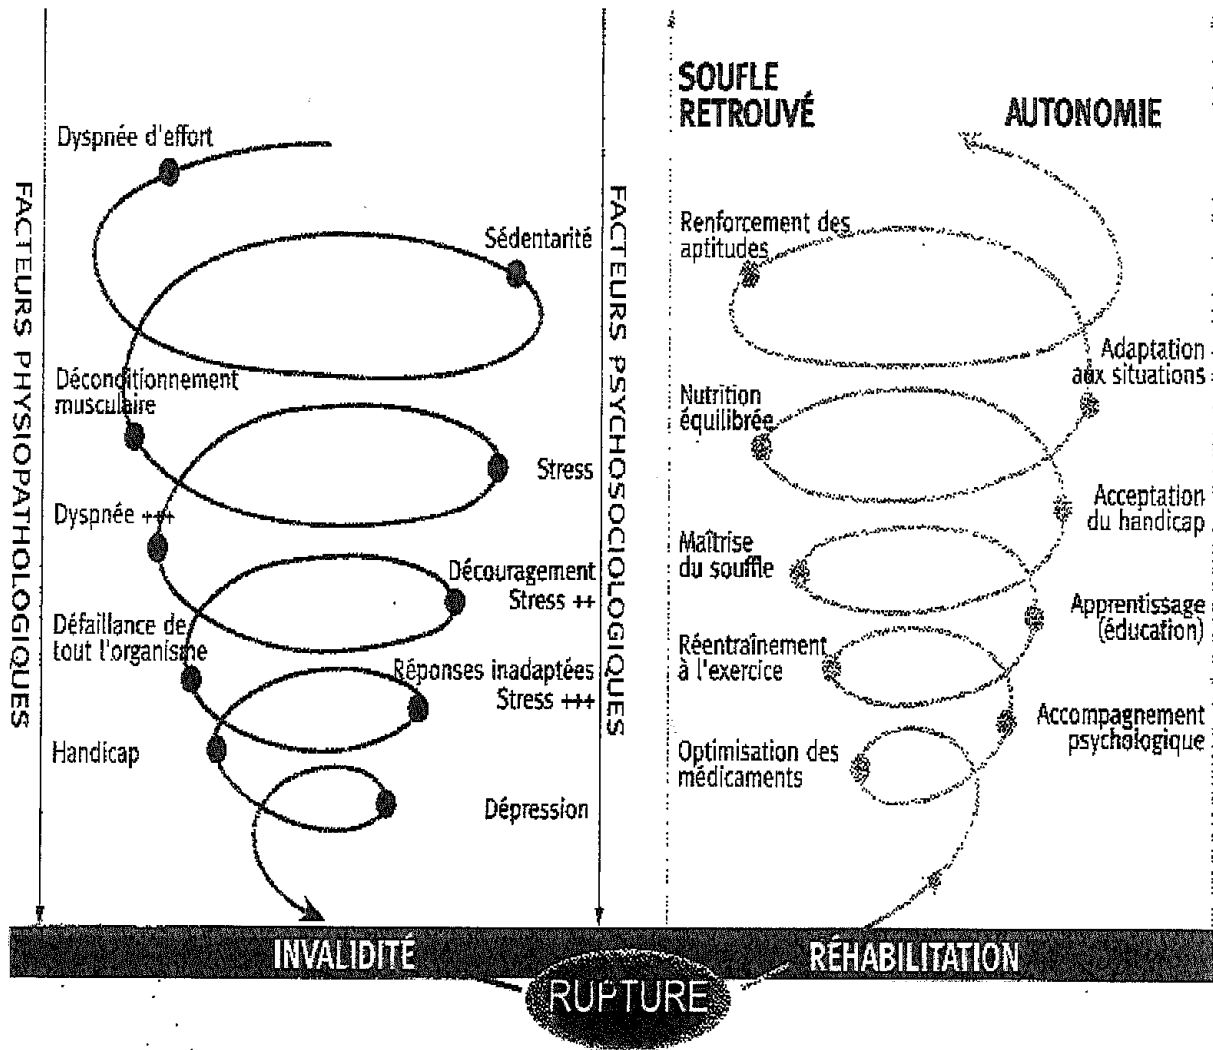 FACTEURS PHYSIOPATHOLOGIQUES
Dyspnée d'effort
Sédentarité
Déconditionnement
musculaire
Stress
Dyspnée +++
Découragement
Stress ++
Défaillance de
tout l'organisme
Réponses inadaptées
Stress +++
Handicap
Dépression
FACTEURS PSYCHOSOCIOLOGIQUES
SOUFLE
RETROUVÉ
AUTONOMIE
Renforcement des
aptitudes
Adaptation
aux situations
Nutrition
équilibrée
Acceptation
du handicap
Maîtrise
du souffle
Apprentissage
(éducation)
Réentraînement
à l'exercice
Accompagnement
psychologique
Optimisation des
médicaments
INVALIDITÉ
RÉHABILITATION
RUPTURE